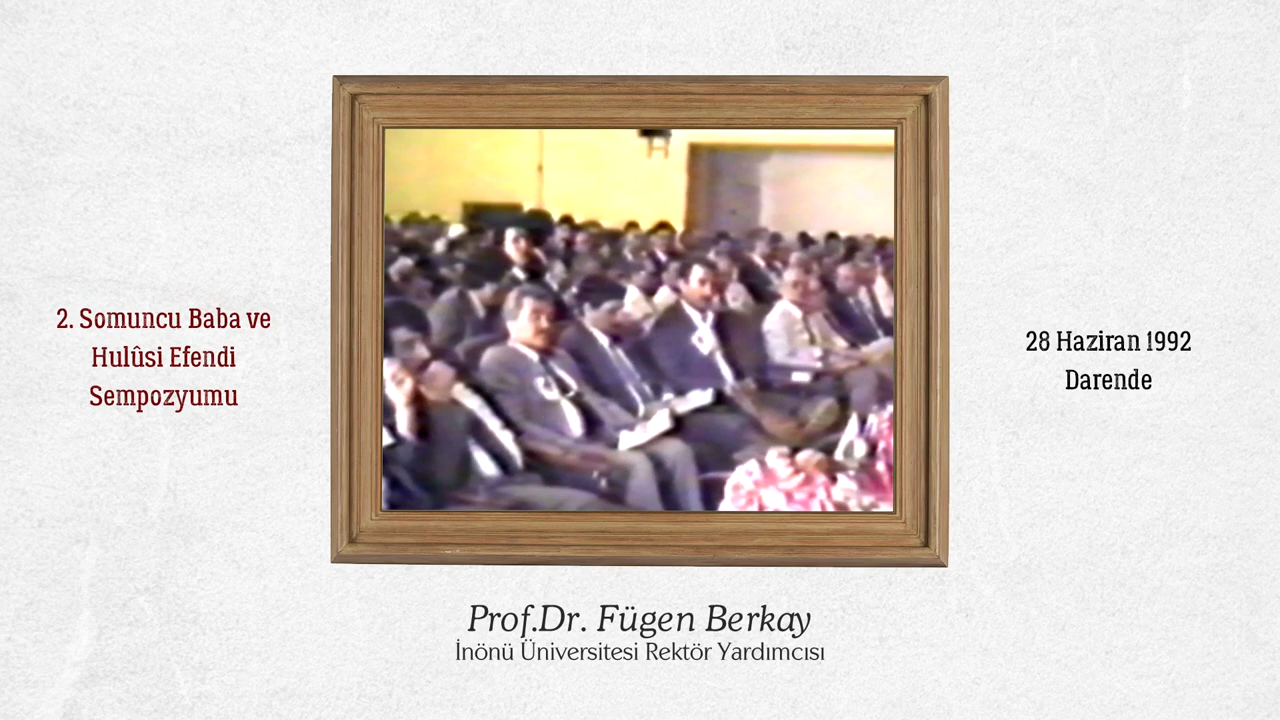 2. Somuncu Baba ve
Hulûsi Efendi
Sempozyumu
28 Haziran 1992
Darende
Prof.Dr. Fügen Berkay
İnönü Üniversitesi Rektör Yardımcısı